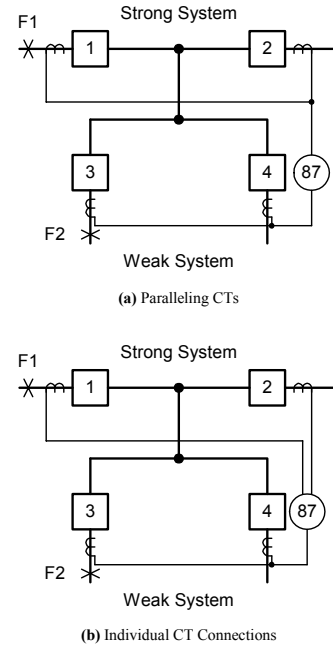 F1
Strong System
1
2
3
4
87
F2
Weak System
(a) Paralleling CTs
F1
Strong System
1
2
3
4
87
F2
Weak System
(b) Individual CT Connections